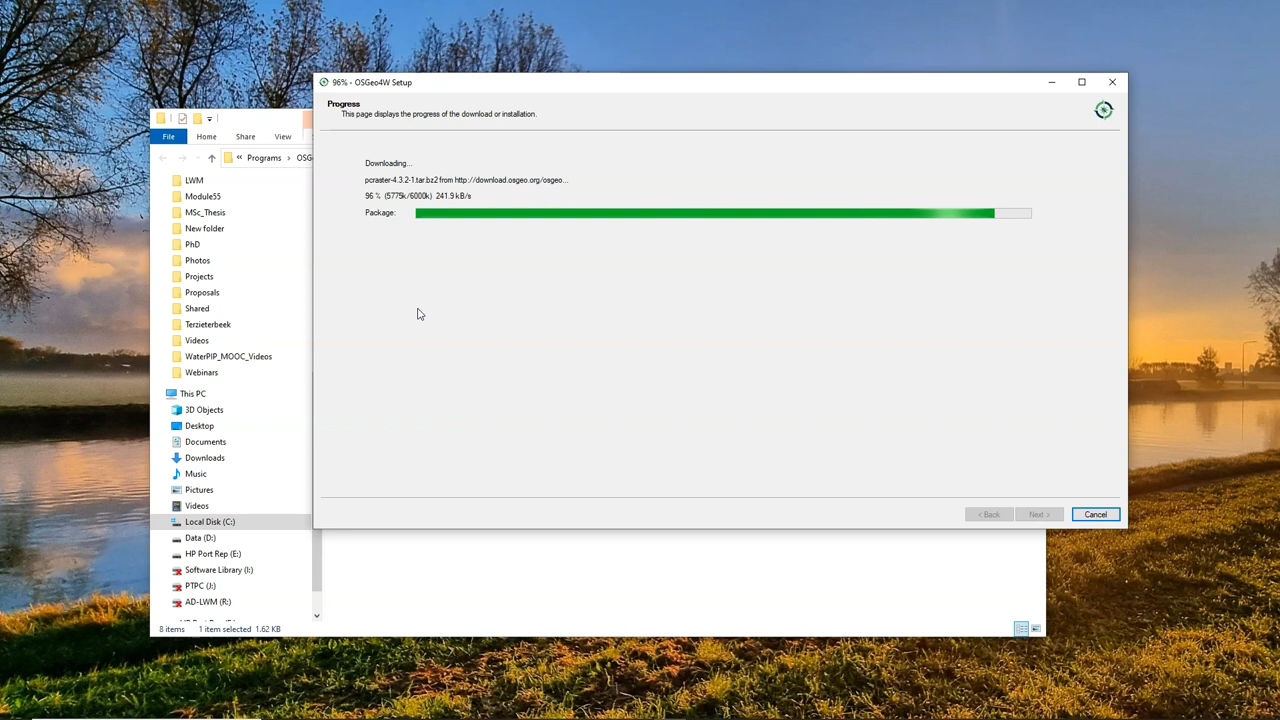 96% - OSGeo4W Setup
Progress
This page displays the progress of the download or installation.
File Home Share View
« Programs › OSG
Downloading...
pcraster-4.3.2-1.tar.bz2 from http://download.osgeo.org/osgeo...
96 % (5775k/6000k) 241.9 kB/s
Package:
LWM
Module55
MSc_Thesis
New folder
PhD
Photos
Projects
Proposals
Shared
Terzieterbeek
Videos
WaterPIP_MOOC_Videos
Webinars
This PC
3D Objects
Desktop
Documents
Downloads
Music
Pictures
Videos
Local Disk (C:)
Data (D:)
HP Port Rep (E:)
Software Library (I:)
PTPC (J:)
AD-LWM (R:)
< Back Next > Cancel
8 items 1 item selected 1.62 KB